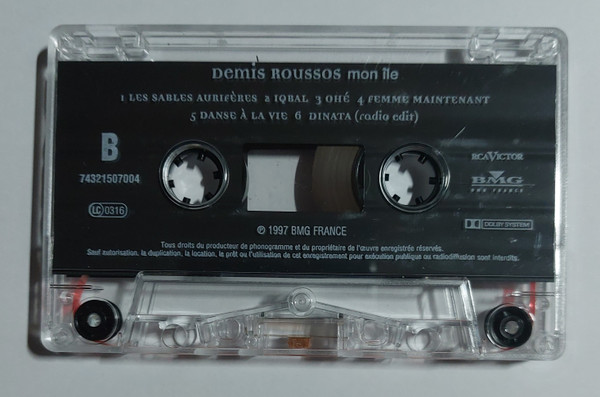 Demis Roussos mon île
1 LES SABLES AURIFÈRES 2 IQBAL 3 OHÉ 4 FEMME MAINTENANT
5 DANSE À LA VIE 6 DINATA (radio edit)
B
74321507004
LC 0316
RCA VICTOR
BMG
BMG FRANCE
DOLBY SYSTEM
℗ 1997 BMG FRANCE
Tous droits du producteur de phonogramme et du propriétaire de l'œuvre enregistrée réservés.
Sauf autorisation, la duplication, la location, le prêt ou l'utilisation de cet enregistrement pour exécution publique ou radiodiffusion sont interdits.